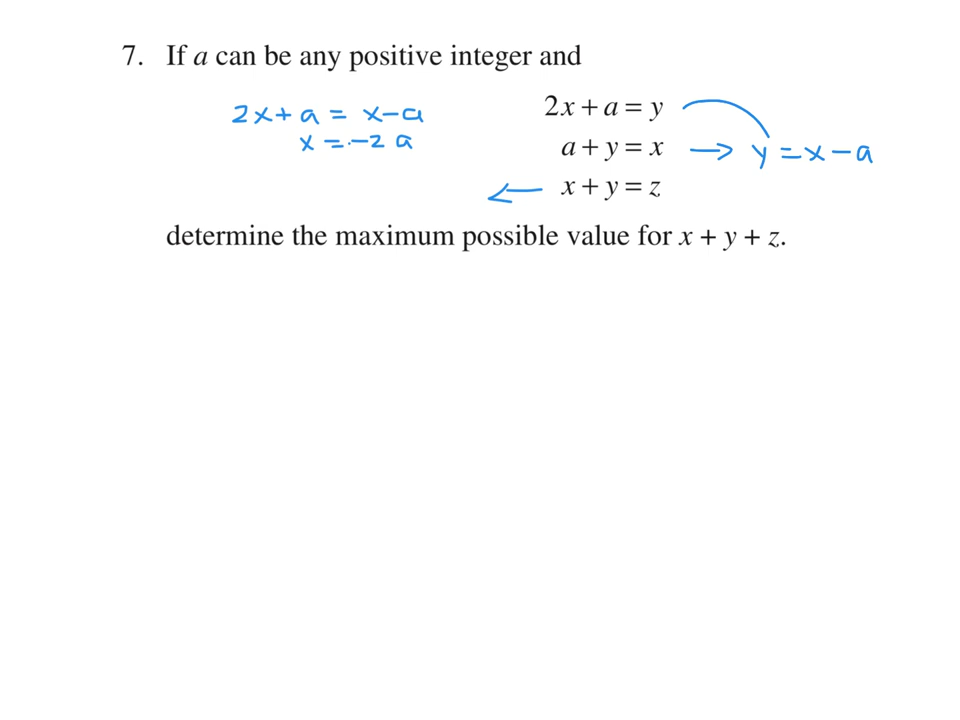 7. If a can be any positive integer and
2x + a = y
2x + a = x - a
a + y = x → y = x - a
x = -2a
← x + y = z
determine the maximum possible value for x + y + z.